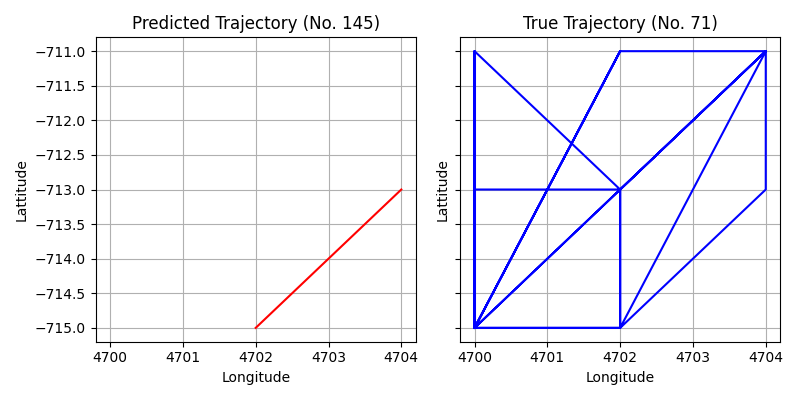 Predicted Trajectory (No. 145)
−711.0
−711.5
−712.0
−712.5
−713.0
−713.5
−714.0
−714.5
−715.0
Lattitude
4700 4701 4702 4703 4704
Longitude
True Trajectory (No. 71)
Lattitude
4700 4701 4702 4703 4704
Longitude